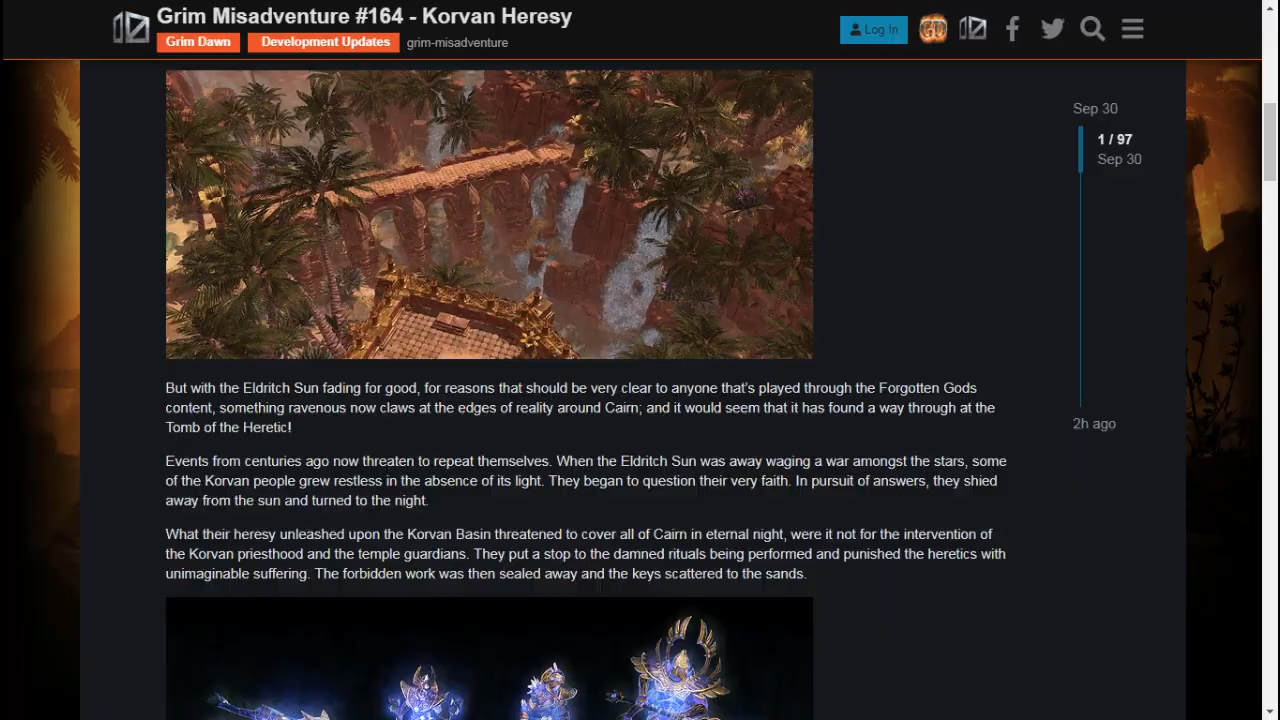 Grim Misadventure #164 - Korvan Heresy
Grim Dawn Development Updates grim-misadventure
Log In
Sep 30
1 / 97
Sep 30
But with the Eldritch Sun fading for good, for reasons that should be very clear to anyone that's played through the Forgotten Gods
content, something ravenous now claws at the edges of reality around Cairn; and it would seem that it has found a way through at the
Tomb of the Heretic!
2h ago
Events from centuries ago now threaten to repeat themselves. When the Eldritch Sun was away waging a war amongst the stars, some
of the Korvan people grew restless in the absence of its light. They began to question their very faith. In pursuit of answers, they shied
away from the sun and turned to the night.
What their heresy unleashed upon the Korvan Basin threatened to cover all of Cairn in eternal night, were it not for the intervention of
the Korvan priesthood and the temple guardians. They put a stop to the damned rituals being performed and punished the heretics with
unimaginable suffering. The forbidden work was then sealed away and the keys scattered to the sands.